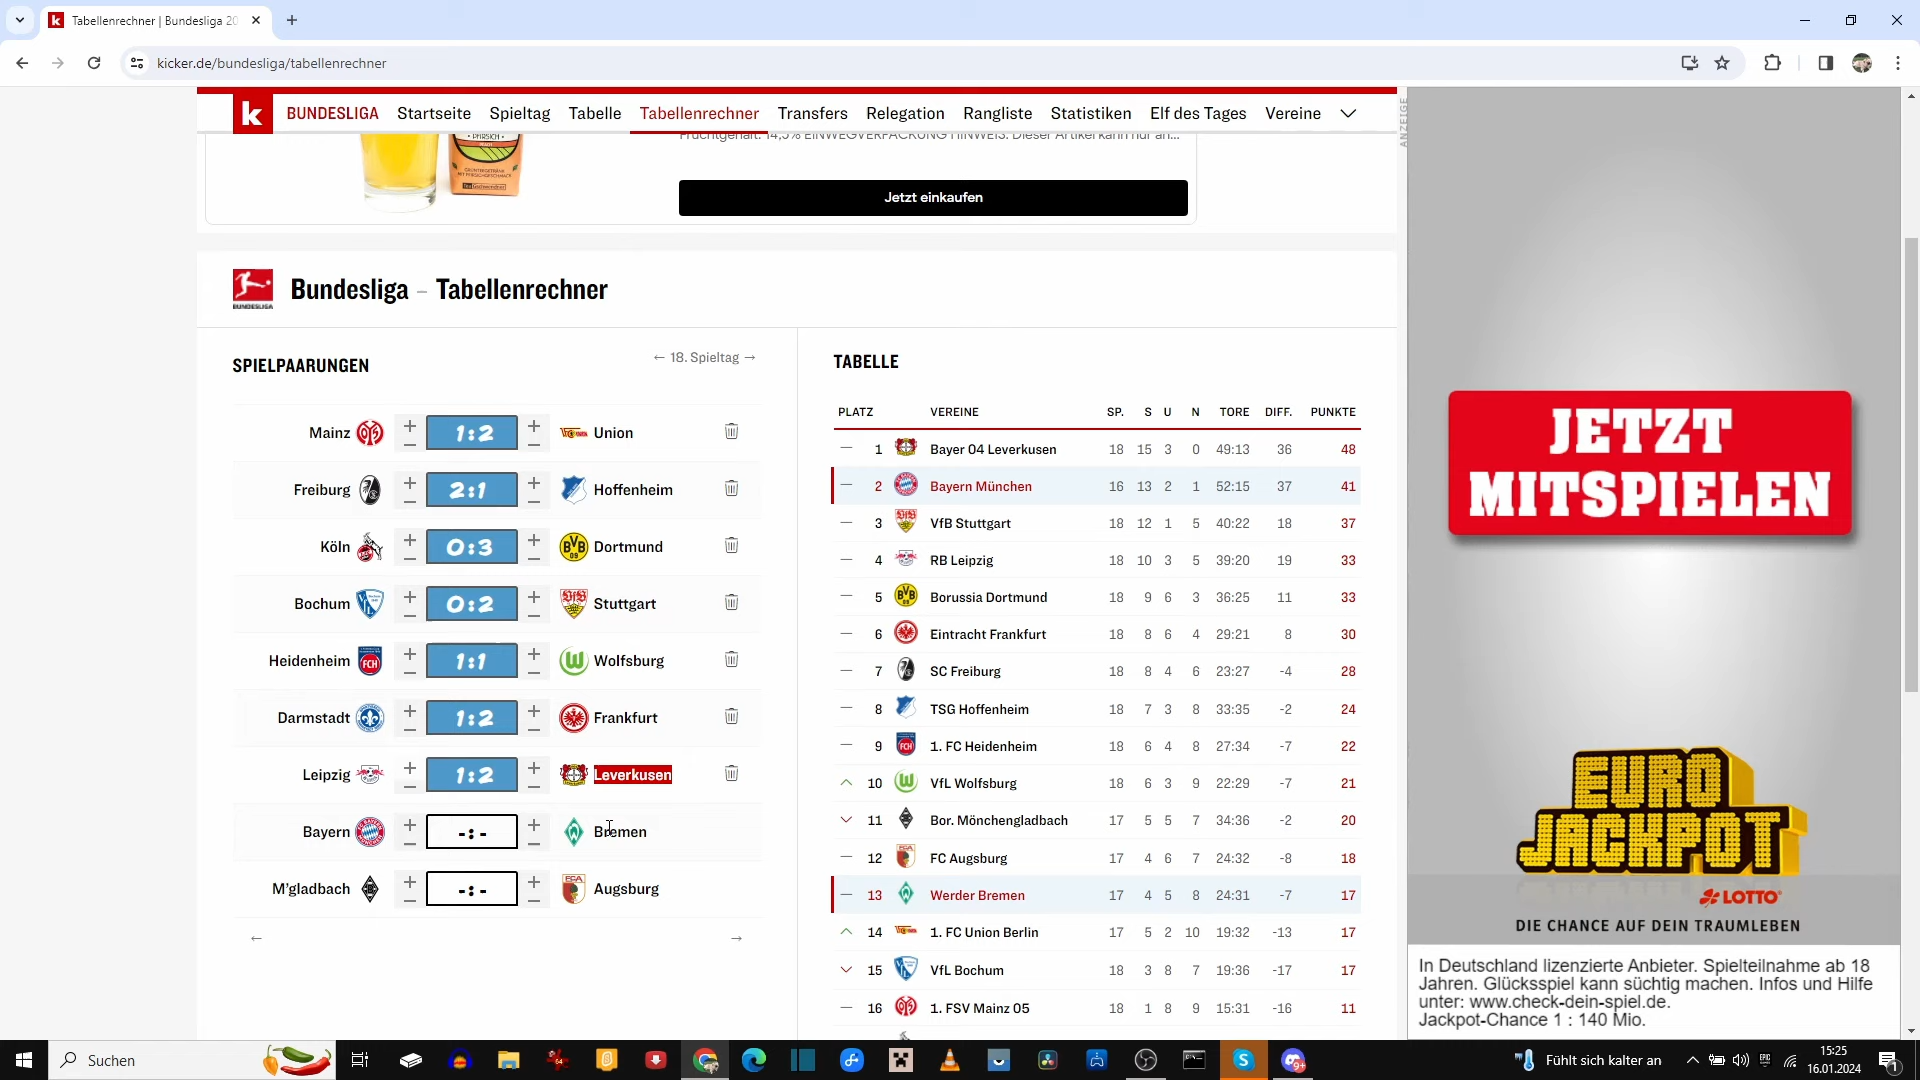 Tabellenrechner | Bundesliga 20
kicker.de/bundesliga/tabellenrechner
k BUNDESLIGA Startseite Spieltag Tabelle Tabellenrechner Transfers Relegation Rangliste Statistiken Elf des Tages Vereine
ANZEIGE
Fruchtgehalt: 14,5% EINWEGVERPACKUNG HINWEIS: Dieser Artikel kann nur an...
PFIRSICH
Jetzt einkaufen
BUNDESLIGA
Bundesliga – Tabellenrechner
SPIELPAARUNGEN
← 18. Spieltag →
Mainz + 1:2 + Union
Freiburg + 2:1 + Hoffenheim
Köln + 0:3 + Dortmund
Bochum + 0:2 + Stuttgart
Heidenheim + 1:1 + Wolfsburg
Darmstadt + 1:2 + Frankfurt
Leipzig + 1:2 + Leverkusen
Bayern + -:- + Bremen
M'gladbach + -:- + Augsburg
← →
TABELLE
PLATZ VEREINE SP. S U N TORE DIFF. PUNKTE
1 Bayer 04 Leverkusen 18 15 3 0 49:13 36 48
2 Bayern München 16 13 2 1 52:15 37 41
3 VfB Stuttgart 18 12 1 5 40:22 18 37
4 RB Leipzig 18 10 3 5 39:20 19 33
5 Borussia Dortmund 18 9 6 3 36:25 11 33
6 Eintracht Frankfurt 18 8 6 4 29:21 8 30
7 SC Freiburg 18 8 4 6 23:27 -4 28
8 TSG Hoffenheim 18 7 3 8 33:35 -2 24
9 1. FC Heidenheim 18 6 4 8 27:34 -7 22
10 VfL Wolfsburg 18 6 3 9 22:29 -7 21
11 Bor. Mönchengladbach 17 5 5 7 34:36 -2 20
12 FC Augsburg 17 4 6 7 24:32 -8 18
13 Werder Bremen 17 4 5 8 24:31 -7 17
14 1. FC Union Berlin 17 5 2 10 19:32 -13 17
15 VfL Bochum 18 3 8 7 19:36 -17 17
16 1. FSV Mainz 05 18 1 8 9 15:31 -16 11
JETZT
MITSPIELEN
EURO
JACKPOT
LOTTO
DIE CHANCE AUF DEIN TRAUMLEBEN
In Deutschland lizenzierte Anbieter. Spielteilnahme ab 18
Jahren. Glücksspiel kann süchtig machen. Infos und Hilfe
unter: www.check-dein-spiel.de.
Jackpot-Chance 1 : 140 Mio.
Suchen
Fühlt sich kalter an
15:25
16.01.2024